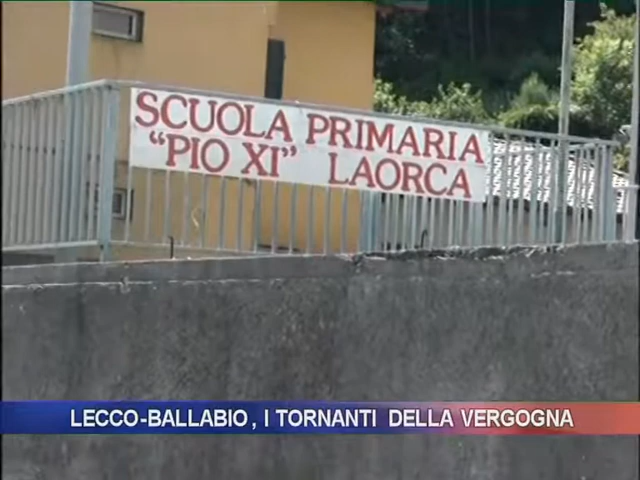 SCUOLA PRIMARIA
"PIO XI" LAORCA
LECCO-BALLABIO, I TORNANTI DELLA VERGOGNA